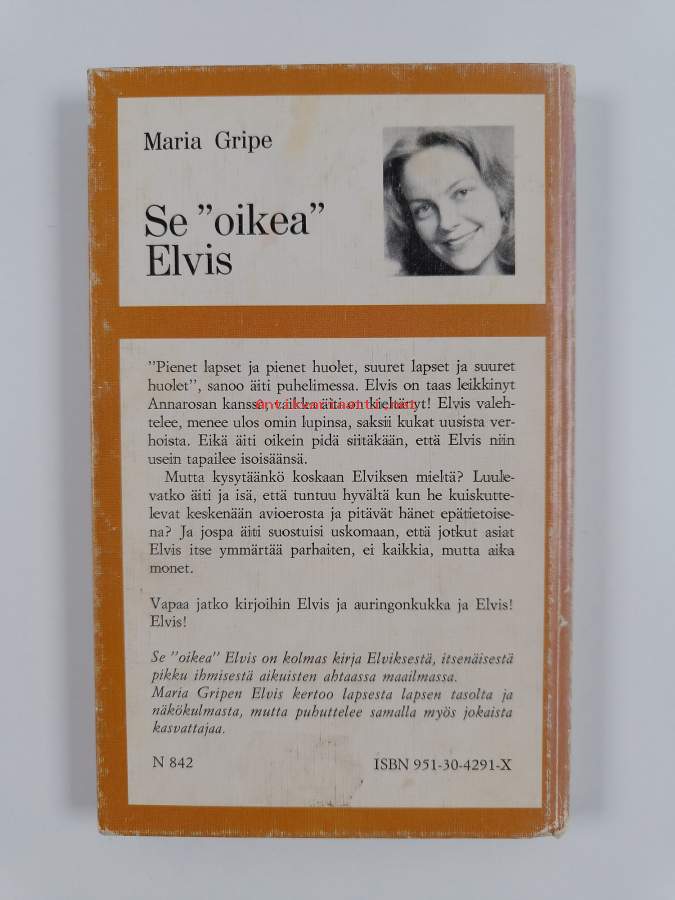 Maria Gripe
Se ”oikea”
Elvis
”Pienet lapset ja pienet huolet, suuret lapset ja suuret
huolet”, sanoo äiti puhelimessa. Elvis on taas leikkinyt
Annarosan kanssa, vaikka äiti on kieltänyt! Elvis valeh-
telee, menee ulos omin lupinsa, saksii kukat uusista ver-
hoista. Eikä äiti oikein pidä siitäkään, että Elvis niin
usein tapailee isoisäänsä.
Mutta kysytäänkö koskaan Elviksen mieltä? Luule-
vatko äiti ja isä, että tuntuu hyvältä kun he kuiskutte-
levat keskenään avioerosta ja pitävät hänet epätietoise-
na? Ja jospa äiti suostuisi uskomaan, että jotkut asiat
Elvis itse ymmärtää parhaiten, ei kaikkia, mutta aika
monet.
Vapaa jatko kirjoihin Elvis ja auringonkukka ja Elvis!
Elvis!
Se ”oikea” Elvis on kolmas kirja Elviksestä, itsenäisestä
pikku ihmisestä aikuisten ahtaassa maailmassa.
Maria Gripen Elvis kertoo lapsesta lapsen tasolta ja
näkökulmasta, mutta puhuttelee samalla myös jokaista
kasvattajaa.
N 842
ISBN 951-30-4291-X